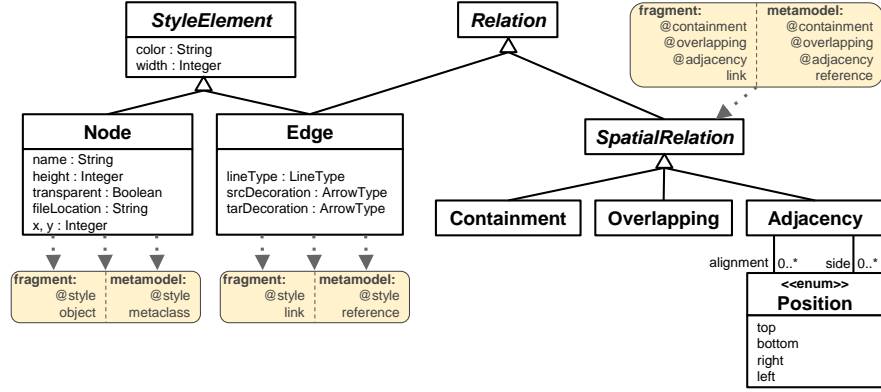 StyleElement
color : String
width : Integer
Relation
fragment: metamodel:
@containment @containment
@overlapping @overlapping
@adjacency @adjacency
link reference
Node
name : String
height : Integer
transparent : Boolean
fileLocation : String
x, y : Integer
Edge
lineType : LineType
srcDecoration : ArrowType
tarDecoration : ArrowType
SpatialRelation
Containment
Overlapping
Adjacency
fragment: metamodel:
@style @style
object metaclass
fragment: metamodel:
@style @style
link reference
alignment 0..* side 0..*
<<enum>>
Position
top
bottom
right
left